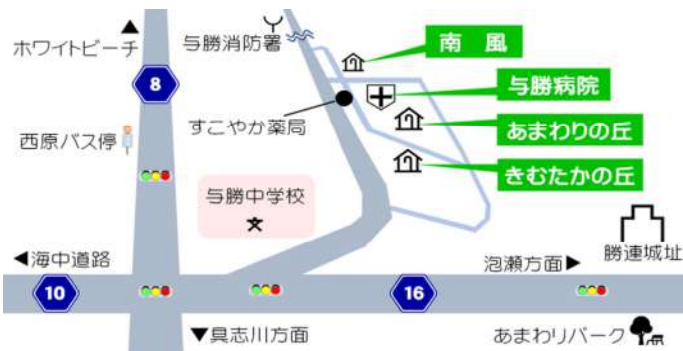 ホワイトビーチ
与勝消防署
南 風
8
与勝病院
すこやか薬局
あまわりの丘
西原バス停
きむたかの丘
与勝中学校
文
勝連城址
◀海中道路
泡瀬方面▶
10
16
▼具志川方面
あまわりパーク